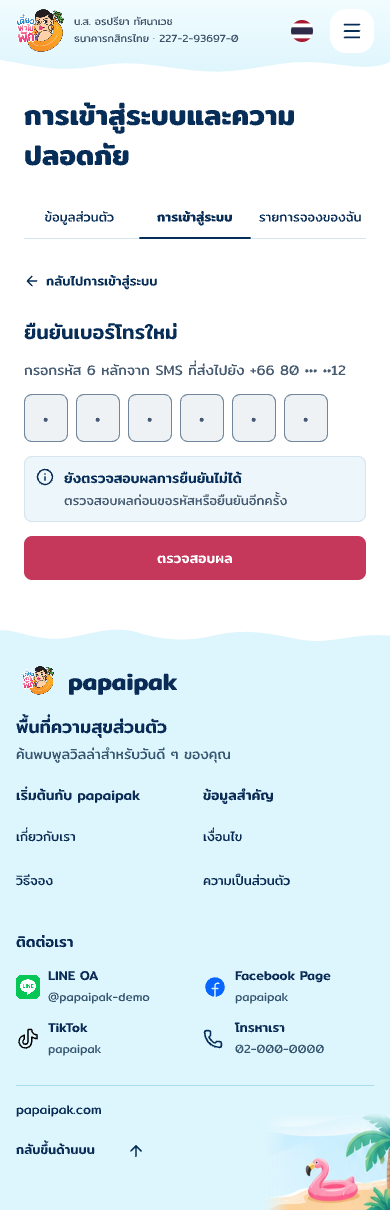 เที่ยว
พาพัก
น.ส. อรปรียา ทัศนาเวช
ธนาคารกสิกรไทย · 227-2-93697-0
การเข้าสู่ระบบและความ
ปลอดภัย
ข้อมูลส่วนตัว การเข้าสู่ระบบ รายการจองของฉัน
← กลับไปการเข้าสู่ระบบ
ยืนยันเบอร์โทรใหม่
กรอกรหัส 6 หลักจาก SMS ที่ส่งไปยัง +66 80 ••• ••12
• • • • • •
ยังตรวจสอบผลการยืนยันไม่ได้
ตรวจสอบผลก่อนขอรหัสหรือยืนยันอีกครั้ง
ตรวจสอบผล
papaipak
พื้นที่ความสุขส่วนตัว
ค้นพบพูลวิลล่าสำหรับวันดี ๆ ของคุณ
เริ่มต้นกับ papaipak
เกี่ยวกับเรา
วิธีจอง
ข้อมูลสำคัญ
เงื่อนไข
ความเป็นส่วนตัว
ติดต่อเรา
LINE
LINE OA
@papaipak-demo
Facebook Page
papaipak
TikTok
papaipak
โทรหาเรา
02-000-0000
papaipak.com
กลับขึ้นด้านบน ↑